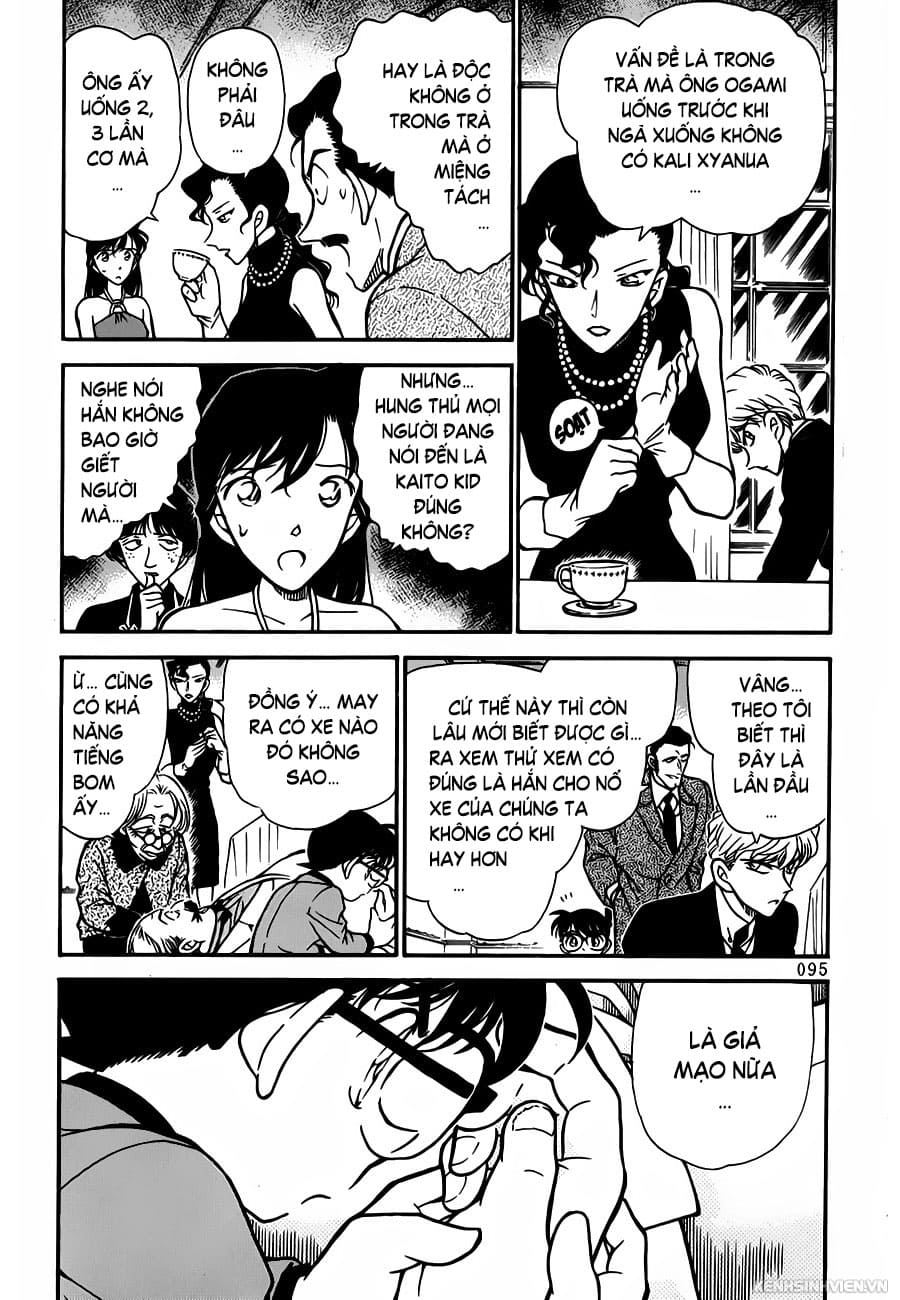 VẤN ĐỀ LÀ TRONG
TRÀ MÀ ÔNG OGAMI
UỐNG TRƯỚC KHI
NGẢ XUỐNG KHÔNG
CÓ KALI XYANUA
...
SOẠT
HAY LÀ ĐỘC
KHÔNG Ở
TRONG TRÀ
MÀ Ở
MIỆNG
TÁCH
...
KHÔNG
PHẢI
ĐÂU
...
ÔNG ẤY
UỐNG 2,
3 LẦN
CƠ MÀ
...
NHƯNG...
HUNG THỦ MỌI
NGƯỜI ĐANG
NÓI ĐẾN LÀ
KAITO KID
ĐÚNG
KHÔNG?
NGHE NÓI
HẮN KHÔNG
BAO GIỜ
GIẾT
NGƯỜI
MÀ...
VÂNG...
THEO TÔI
BIẾT THÌ
ĐÂY LÀ
LẦN ĐẦU
...
CỨ THẾ NÀY THÌ CÒN
LÂU MỚI BIẾT ĐƯỢC GÌ...
RA XEM THỬ XEM CÓ
ĐÚNG LÀ HẮN CHO NỔ
XE CỦA CHÚNG TA
KHÔNG CÓ KHI
HAY HƠN
...
ĐỒNG Ý... MAY
RA CÓ XE NÀO
ĐÓ KHÔNG
SAO...
Ừ... CŨNG
CÓ KHẢ
NĂNG TIẾNG
BOM
ẤY...
095
LÀ GIẢ
MẠO NỮA
...
KENHSINHVIEN.VN